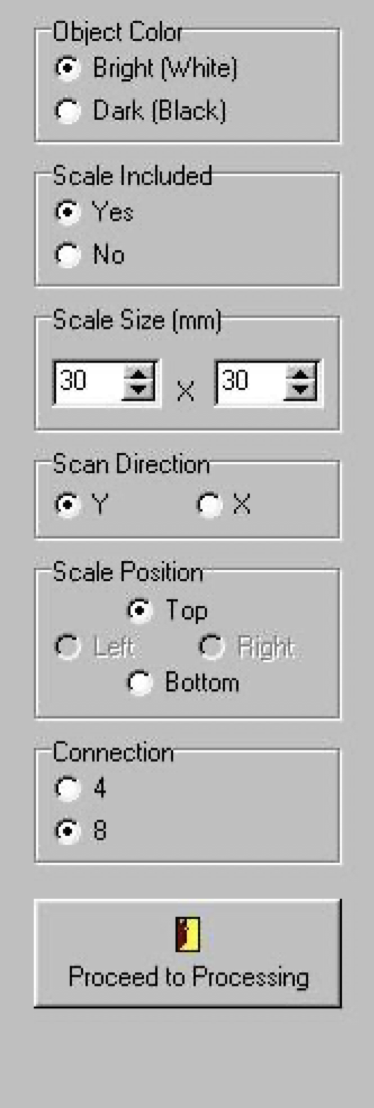 Object Color
Bright (White)
Dark (Black)
Scale Included
Yes
No
Scale Size (mm)
30 X 30
Scan Direction
Y X
Scale Position
Top
Left Right
Bottom
Connection
4
8
Proceed to Processing